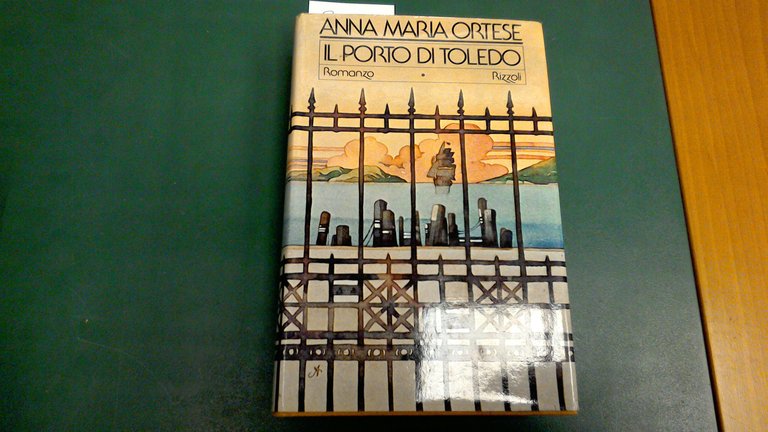 ANNA MARIA ORTESE
IL PORTO DI TOLEDO
Romanzo • Rizzoli